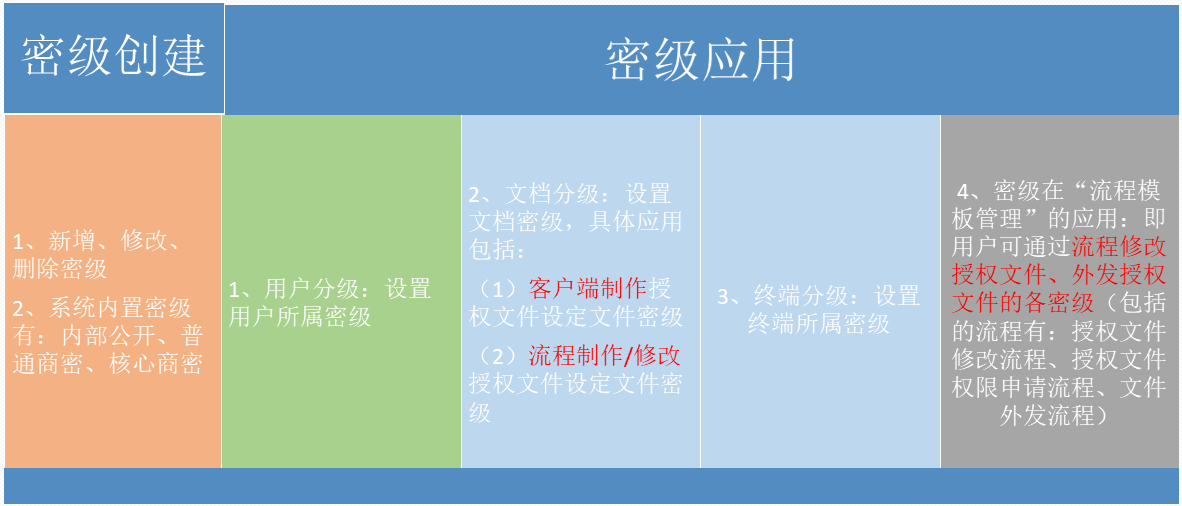 密级创建
密级应用
1、新增、修改、
删除密级
2、系统内置密级
有：内部公开、普
通商密、核心商密
1、用户分级：设置
用户所属密级
2、文档分级：设置
文档密级，具体应用
包括：
（1）客户端制作授
权文件设定文件密级
（2）流程制作/修改
授权文件设定文件密
级
3、终端分级：设置
终端所属密级
4、密级在“流程模
板管理”的应用：即
用户可通过流程修改
授权文件、外发授权
文件的各密级（包括
的流程有：授权文件
修改流程、授权文件
权限申请流程、文件
外发流程）